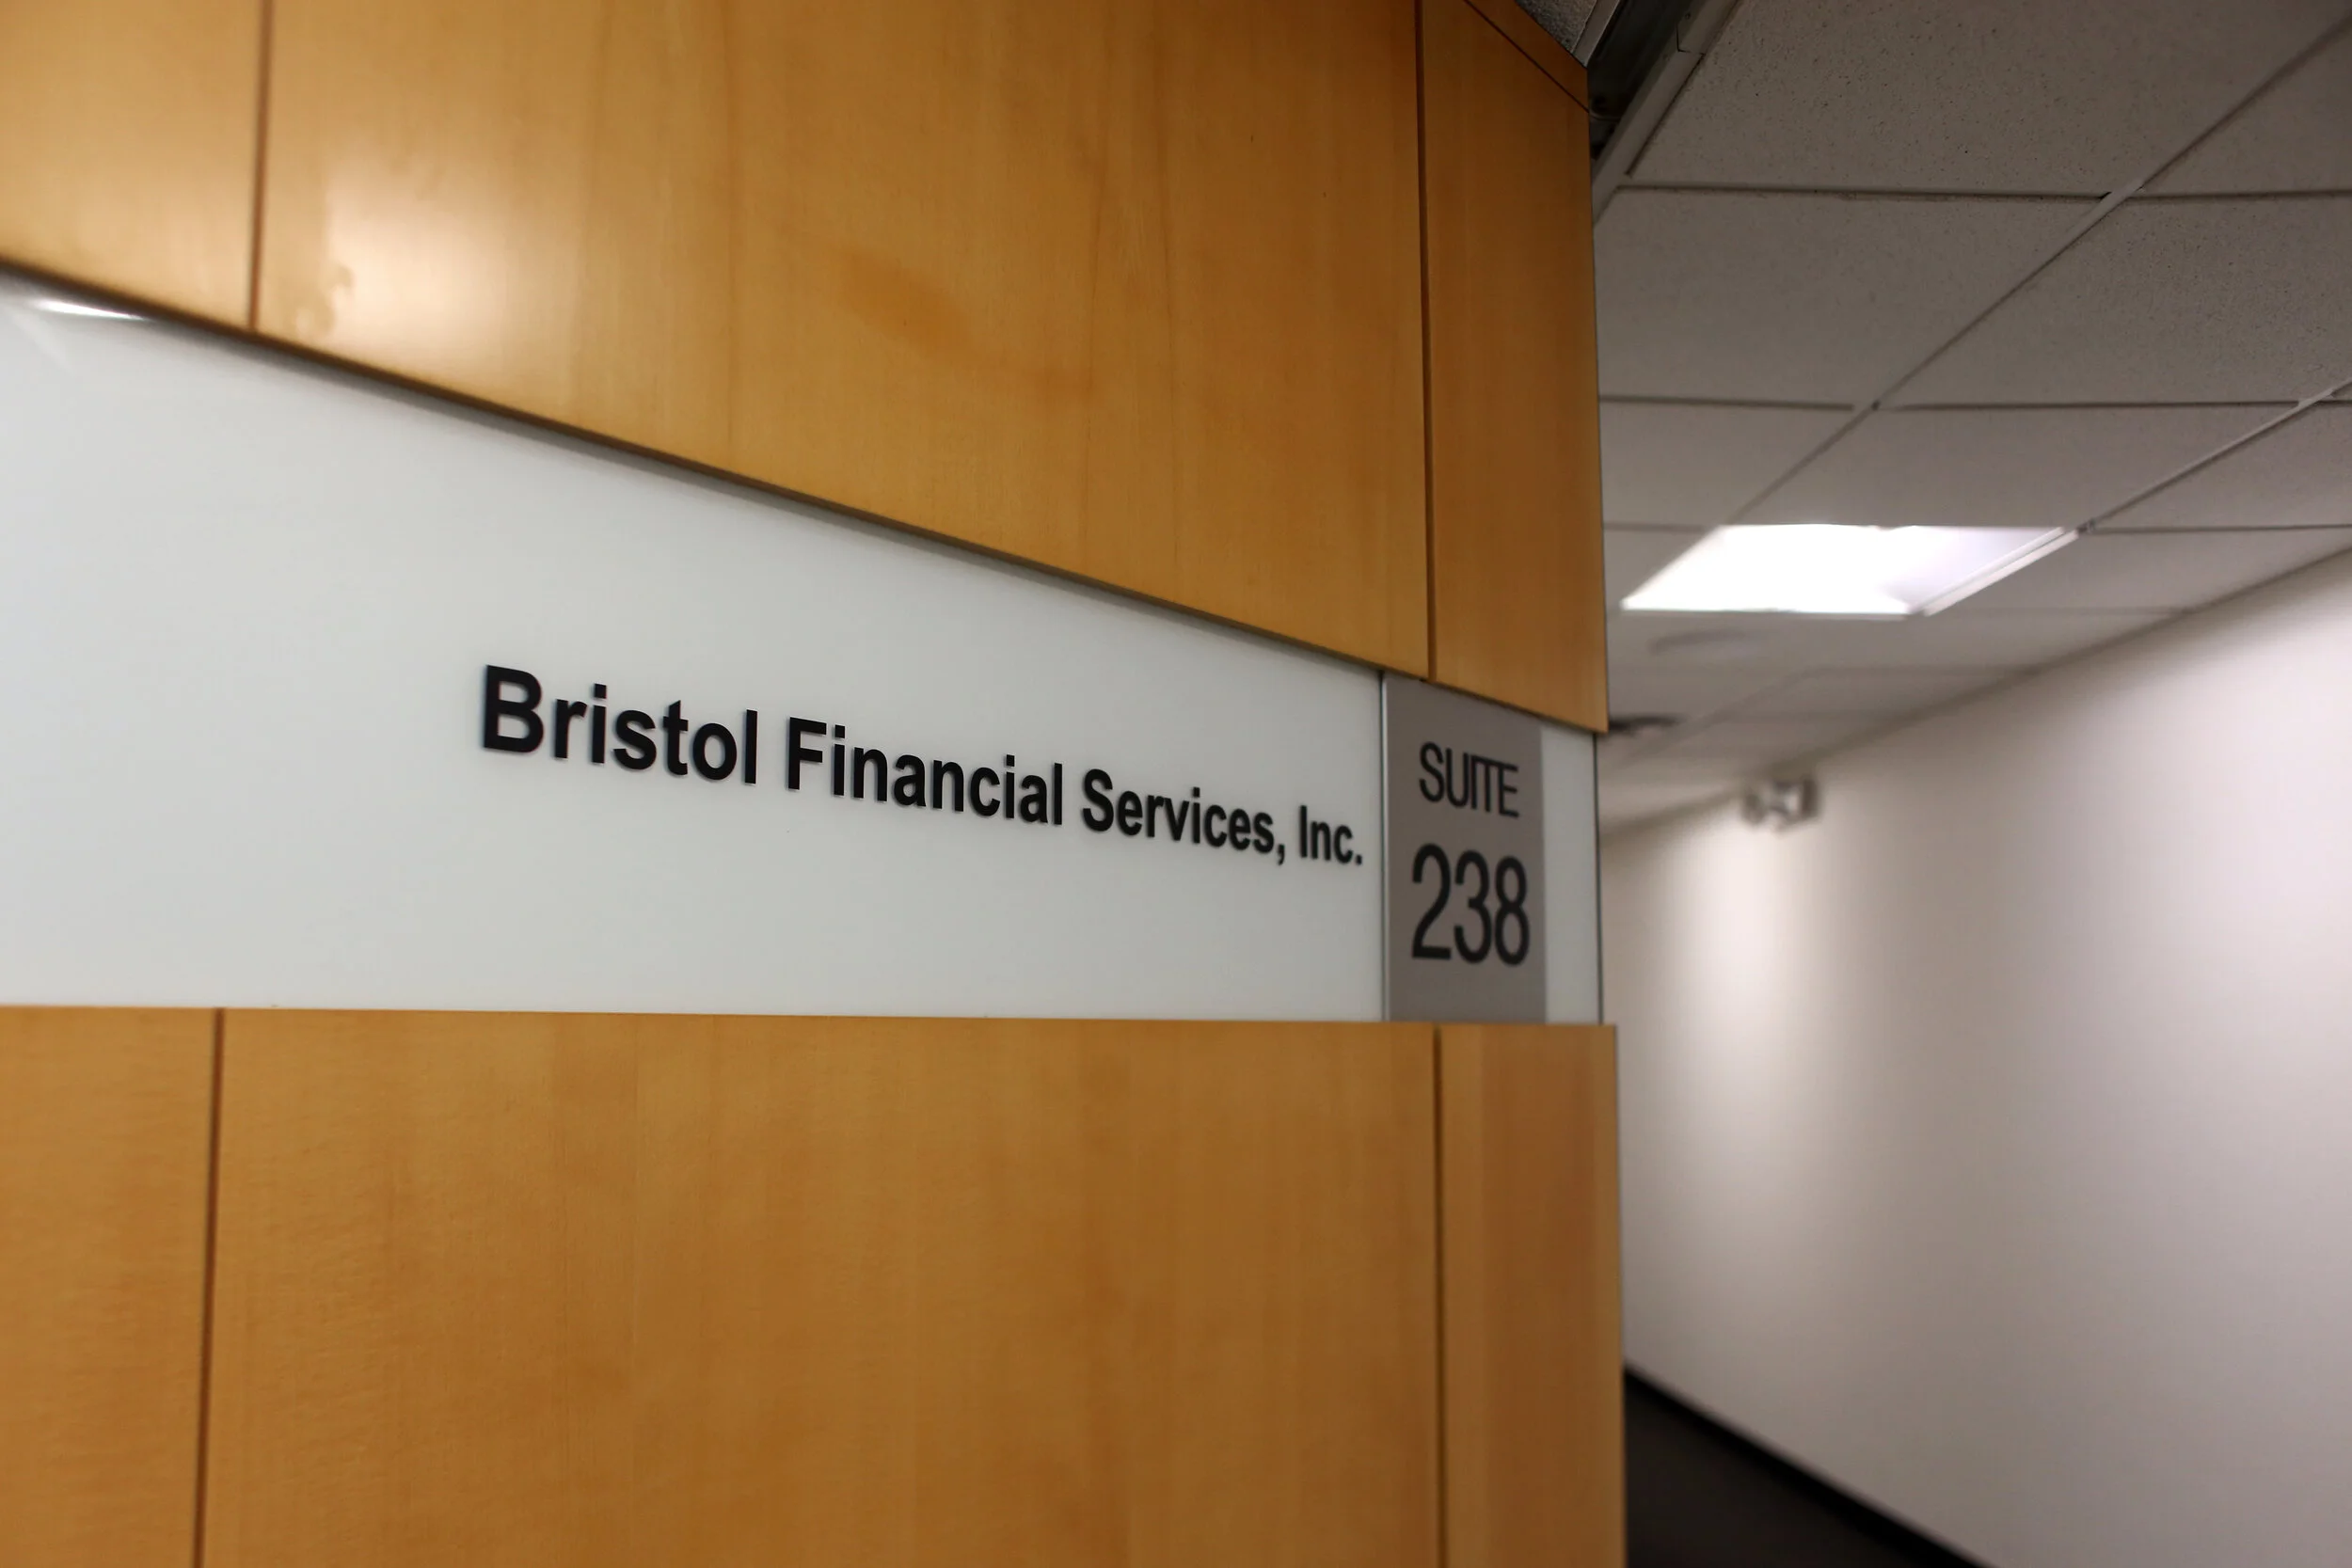 Bristol Financial Services, Inc.
SUITE
238